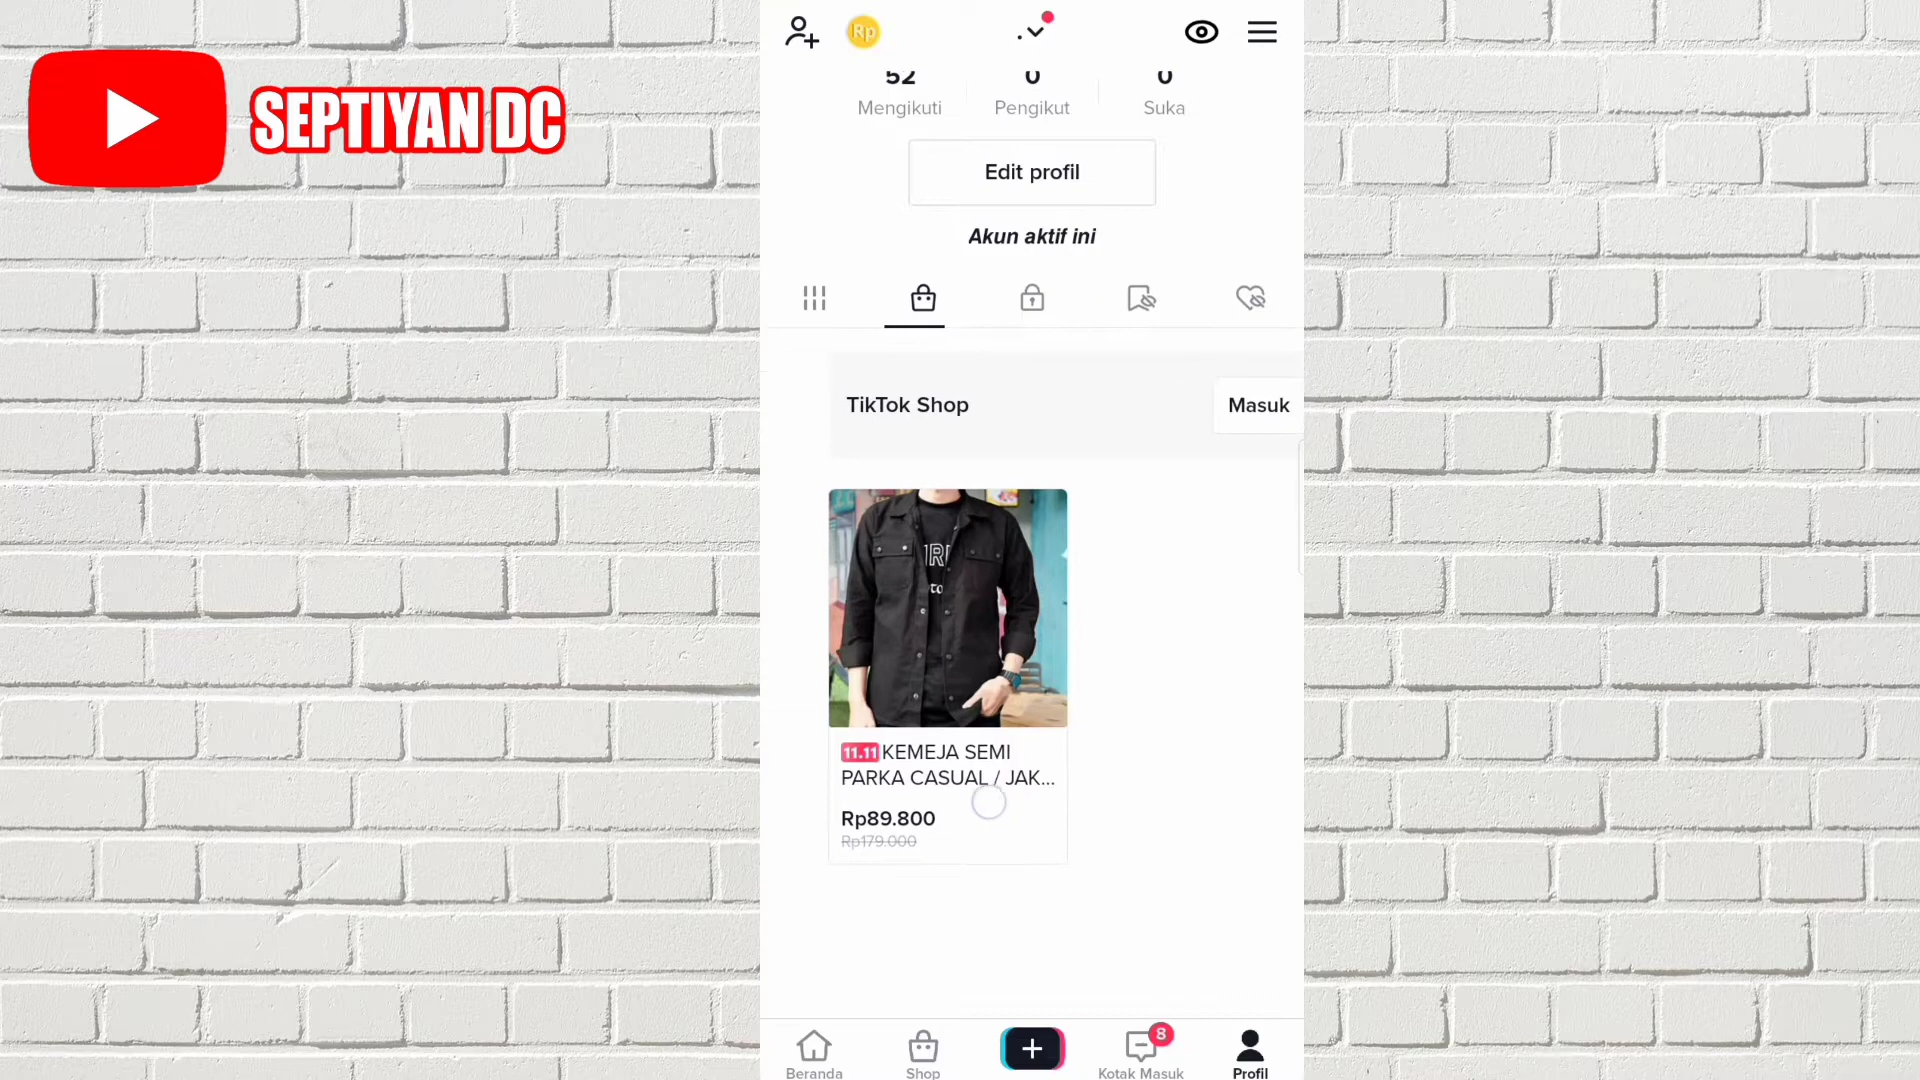 SEPTIYAN DC
Rp
52
0
0
Mengikuti
Pengikut
Suka
Edit profil
Akun aktif ini
TikTok Shop
Masuk
11.11 KEMEJA SEMI
PARKA CASUAL / JAK...
Rp89.800
Rp179.000
8
Beranda
Shop
Kotak Masuk
Profil